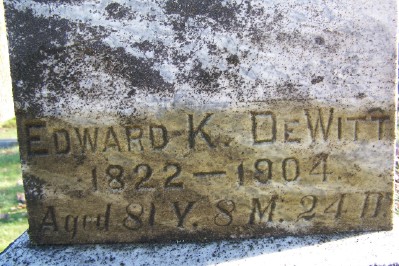 EDWARD K. DEWITT
1822 — 1904.
Aged 81 Y. 8 M. 24 D